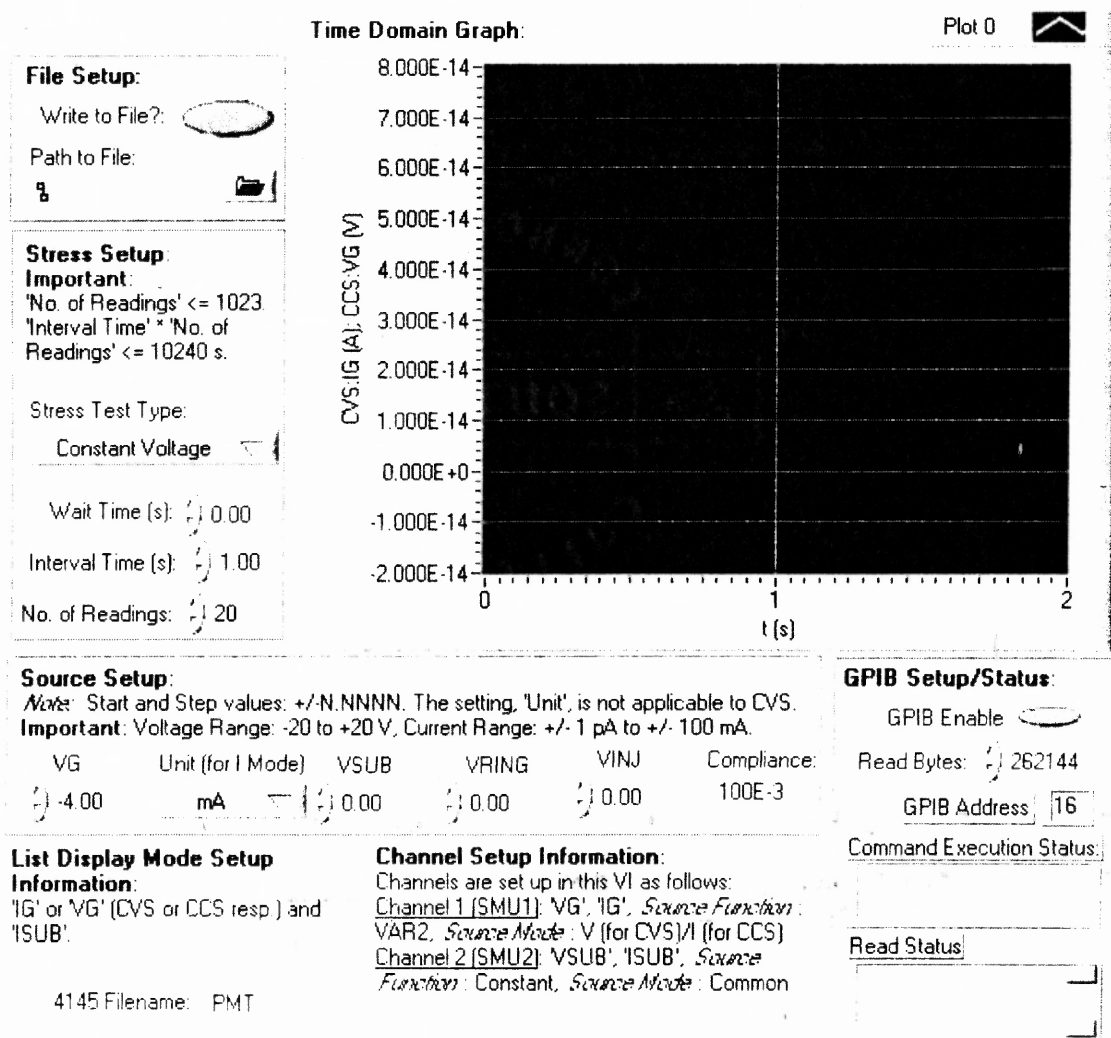 Time Domain Graph:
Plot 0
File Setup:
Write to File?:
Path to File:
Stress Setup:
Important:
'No. of Readings' <= 1023.
'Interval Time' * 'No. of
Readings' <= 10240 s.
Stress Test Type:
Constant Voltage
Wait Time (s): 0.00
Interval Time (s): 1.00
No. of Readings: 20
CVS:IG (A); CCS:VG (V)
8.000E-14
7.000E-14
6.000E-14
5.000E-14
4.000E-14
3.000E-14
2.000E-14
1.000E-14
0.000E+0
-1.000E-14
-2.000E-14
0 1 2
t (s)
Source Setup:
Note: Start and Step values: +/-N.NNNN. The setting, 'Unit', is not applicable to CVS.
Important: Voltage Range: -20 to +20 V, Current Range: +/- 1 pA to +/- 100 mA.
VG Unit (for I Mode) VSUB VRING VINJ Compliance:
-4.00 mA 0.00 0.00 0.00 100E-3
GPIB Setup/Status:
GPIB Enable
Read Bytes: 262144
GPIB Address 16
Command Execution Status:
Read Status
List Display Mode Setup
Information:
'IG' or 'VG' (CVS or CCS resp.) and
'ISUB'.
4145 Filename: PMT
Channel Setup Information:
Channels are set up in this VI as follows:
Channel 1 (SMU1): 'VG', 'IG', Source Function :
VAR2, Source Mode : V (for CVS)/I (for CCS)
Channel 2 (SMU2): 'VSUB', 'ISUB', Source
Function : Constant, Source Mode : Common